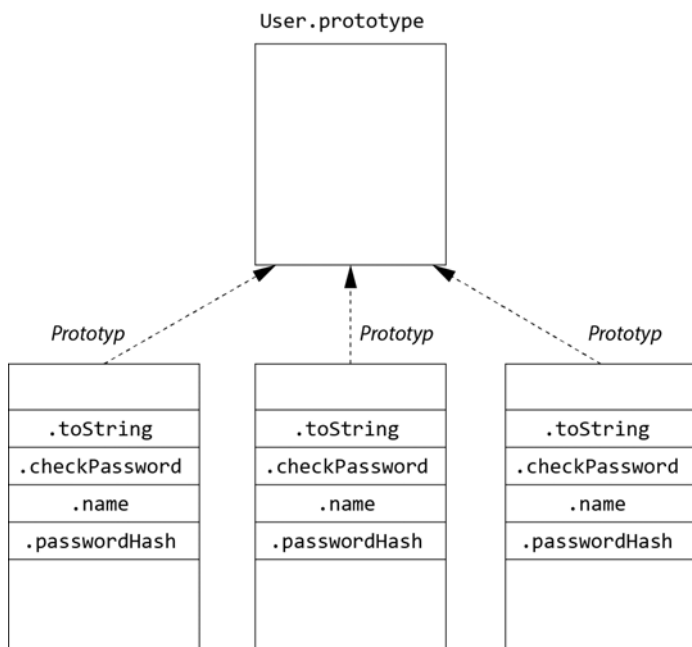 User.prototype
Prototyp Prototyp Prototyp
.toString .toString .toString
.checkPassword .checkPassword .checkPassword
.name .name .name
.passwordHash .passwordHash .passwordHash